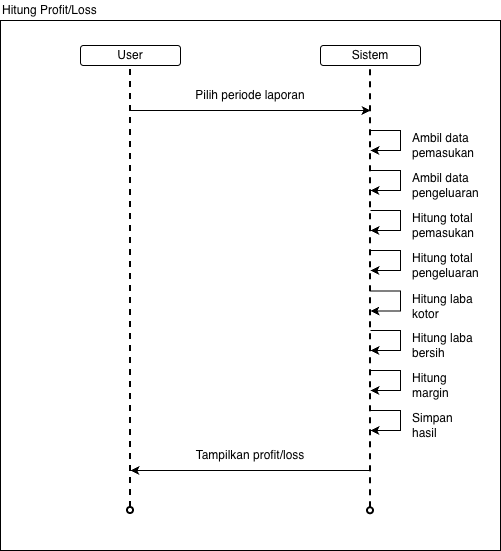 Hitung Profit/Loss
User
Sistem
Pilih periode laporan
Ambil data
pemasukan
Ambil data
pengeluaran
Hitung total
pemasukan
Hitung total
pengeluaran
Hitung laba
kotor
Hitung laba
bersih
Hitung
margin
Simpan
hasil
Tampilkan profit/loss